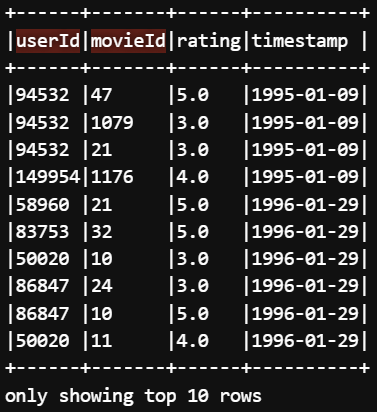 +------+-------+------+----------+
|userId|movieId|rating|timestamp |
+------+-------+------+----------+
|94532 |47     |5.0   |1995-01-09|
|94532 |1079   |3.0   |1995-01-09|
|94532 |21     |3.0   |1995-01-09|
|149954|1176   |4.0   |1995-01-09|
|58960 |21     |5.0   |1996-01-29|
|83753 |32     |5.0   |1996-01-29|
|50020 |10     |3.0   |1996-01-29|
|86847 |24     |3.0   |1996-01-29|
|86847 |10     |5.0   |1996-01-29|
|50020 |11     |4.0   |1996-01-29|
+------+-------+------+----------+
only showing top 10 rows